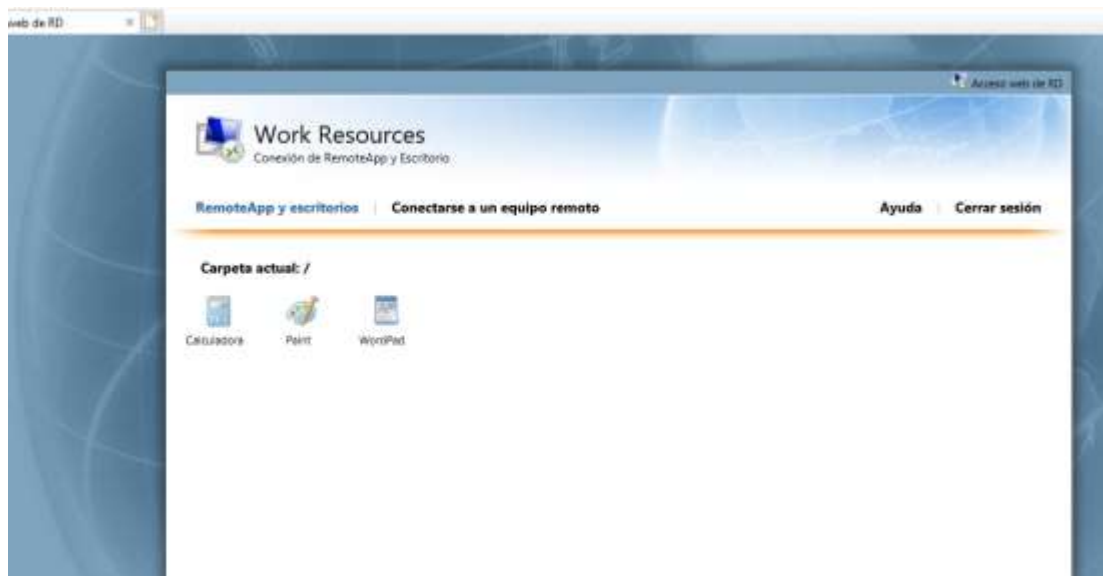 web de RD
Acceso web de RD
Work Resources
Conexión de RemoteApp y Escritorio
RemoteApp y escritorios Conectarse a un equipo remoto Ayuda Cerrar sesión
Carpeta actual: /
Calculadora Paint WordPad